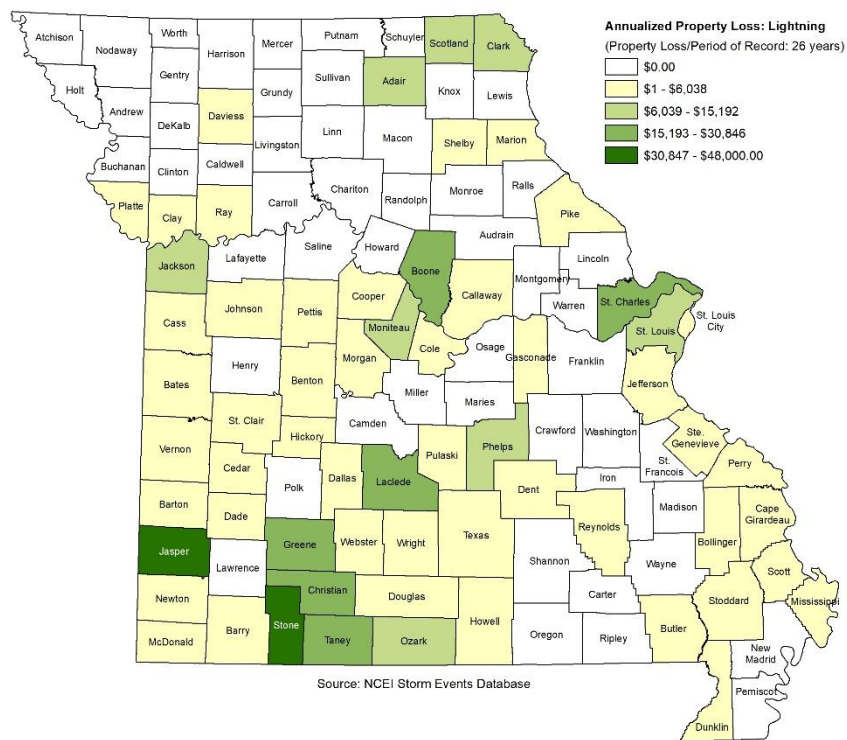 Annualized Property Loss: Lightning
(Property Loss/Period of Record: 26 years)
$0.00
$1 - $6,038
$6,039 - $15,192
$15,193 - $30,846
$30,847 - $48,000.00
Atchison
Nodaway
Worth
Harrison
Mercer
Putnam
Schuyler
Scotland
Clark
Holt
Gentry
Grundy
Sullivan
Adair
Knox
Lewis
Andrew
DeKalb
Daviess
Livingston
Linn
Macon
Shelby
Marion
Buchanan
Clinton
Caldwell
Chariton
Randolph
Monroe
Ralls
Platte
Clay
Ray
Carroll
Pike
Audrain
Jackson
Lafayette
Saline
Howard
Boone
Callaway
Montgomery
Lincoln
Warren
St. Charles
St. Louis
St. Louis
City
Cass
Johnson
Pettis
Cooper
Moniteau
Cole
Osage
Gasconade
Franklin
Jefferson
Morgan
Bates
Henry
Benton
Miller
Maries
St. Clair
Camden
Hickory
Pulaski
Phelps
Crawford
Washington
Ste.
Genevieve
St.
Francois
Perry
Vernon
Cedar
Polk
Dallas
Laclede
Dent
Iron
Madison
Barton
Dade
Reynolds
Bollinger
Cape
Girardeau
Jasper
Lawrence
Greene
Webster
Wright
Texas
Shannon
Wayne
Scott
Newton
Christian
Douglas
Howell
Carter
Stoddard
Mississippi
McDonald
Barry
Stone
Taney
Ozark
Oregon
Ripley
Butler
New
Madrid
Pemiscot
Dunklin
Source: NCEI Storm Events Database